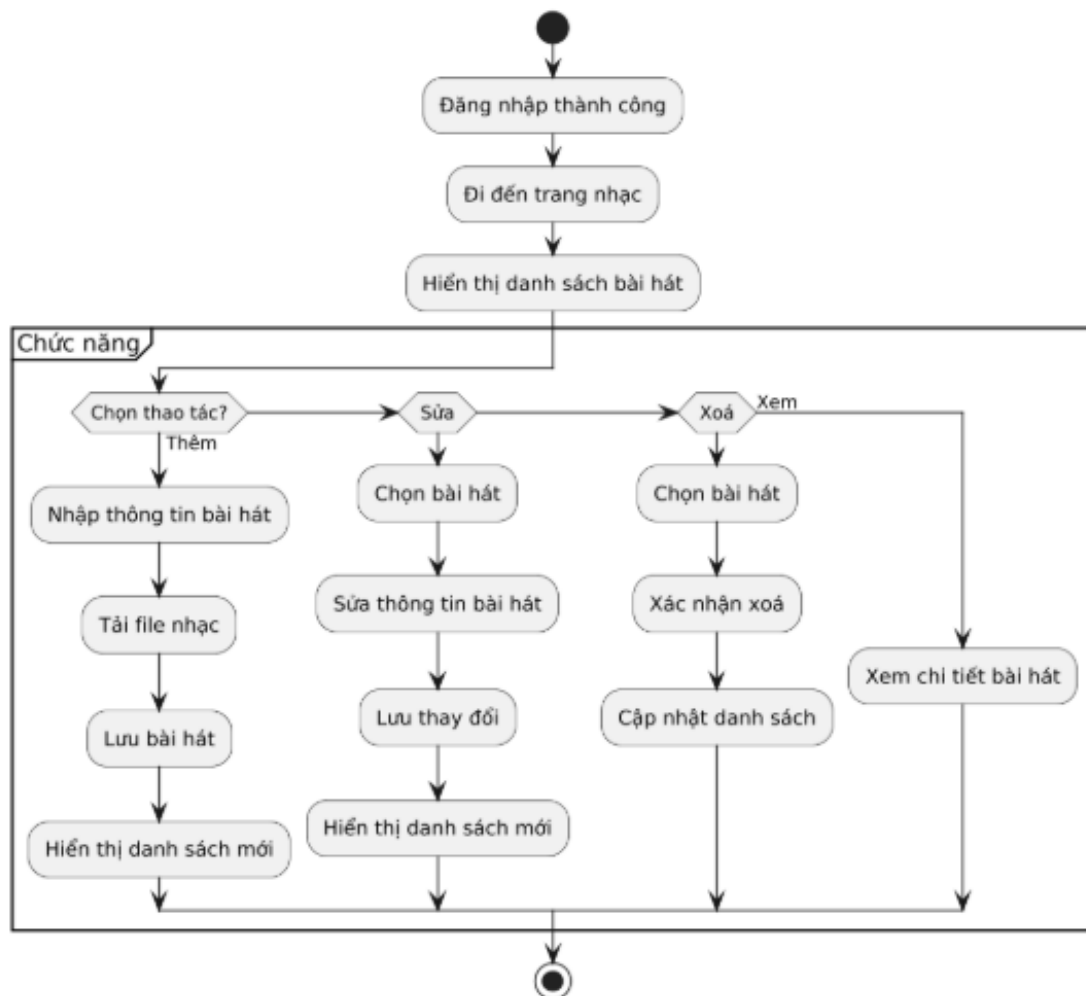 Đăng nhập thành công
Đi đến trang nhạc
Hiển thị danh sách bài hát
Chức năng
Chọn thao tác?
Thêm
Nhập thông tin bài hát
Tải file nhạc
Lưu bài hát
Hiển thị danh sách mới
Sửa
Chọn bài hát
Sửa thông tin bài hát
Lưu thay đổi
Hiển thị danh sách mới
Xoá
Chọn bài hát
Xác nhận xoá
Cập nhật danh sách
Xem
Xem chi tiết bài hát